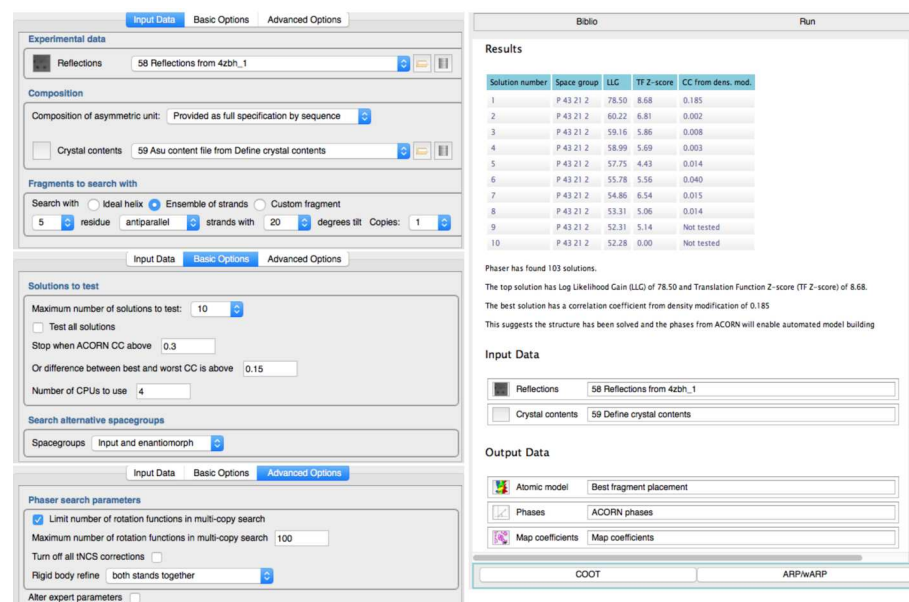 Input Data Basic Options Advanced Options
Experimental data
Reflections 58 Reflections from 4zbh_1
Composition
Composition of asymmetric unit: Provided as full specification by sequence
Crystal contents 59 Asu content file from Define crystal contents
Fragments to search with
Search with Ideal helix Ensemble of strands Custom fragment
5 residue antiparallel strands with 20 degrees tilt Copies: 1
Input Data Basic Options Advanced Options
Solutions to test
Maximum number of solutions to test: 10
Test all solutions
Stop when ACORN CC above 0.3
Or difference between best and worst CC is above 0.15
Number of CPUs to use 4
Search alternative spacegroups
Spacegroups Input and enantiomorph
Input Data Basic Options Advanced Options
Phaser search parameters
Limit number of rotation functions in multi-copy search
Maximum number of rotation functions in multi-copy search 100
Turn off all tNCS corrections
Rigid body refine both stands together
Alter expert parameters
Biblio Run
Results
Solution number Space group LLG TF Z-score CC from dens. mod.
1 P 43 21 2 78.50 8.68 0.185
2 P 43 21 2 60.22 6.81 0.002
3 P 43 21 2 59.16 5.86 0.008
4 P 43 21 2 58.99 5.69 0.003
5 P 43 21 2 57.75 4.43 0.014
6 P 43 21 2 55.78 5.56 0.040
7 P 43 21 2 54.86 6.54 0.015
8 P 43 21 2 53.31 5.06 0.014
9 P 43 21 2 52.31 5.14 Not tested
10 P 43 21 2 52.28 0.00 Not tested
Phaser has found 103 solutions.
The top solution has Log Likelihood Gain (LLG) of 78.50 and Translation Function Z-score (TF Z-score) of 8.68.
The best solution has a correlation coefficient from density modification of 0.185
This suggests the structure has been solved and the phases from ACORN will enable automated model building
Input Data
Reflections 58 Reflections from 4zbh_1
Crystal contents 59 Define crystal contents
Output Data
Atomic model Best fragment placement
Phases ACORN phases
Map coefficients Map coefficients
COOT ARP/wARP